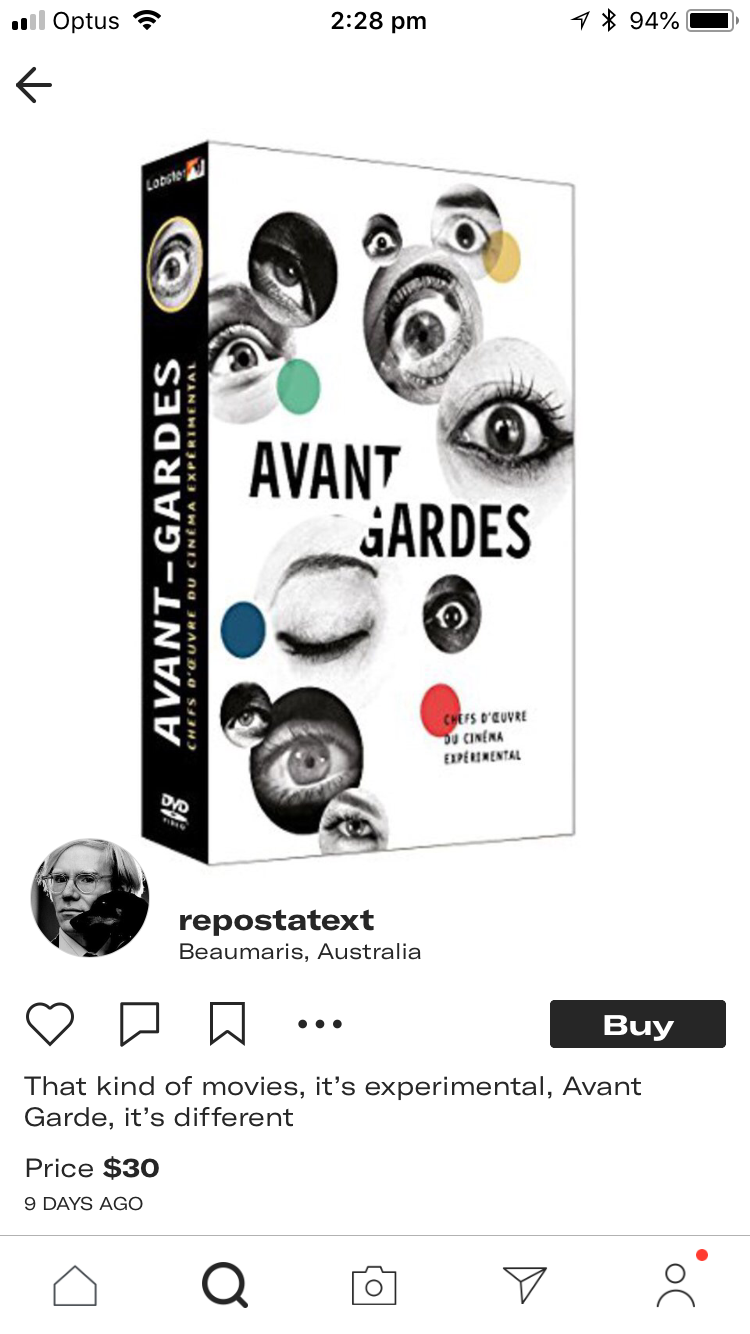 Optus
2:28 pm
94%
Lobster
AVANT-GARDES
CHEFS D'ŒUVRE DU CINÉMA EXPÉRIMENTAL
DVD
VIDEO
AVANT
GARDES
CHEFS D'ŒUVRE
DU CINÉMA
EXPÉRIMENTAL
repostatext
Beaumaris, Australia
Buy
That kind of movies, it’s experimental, Avant
Garde, it’s different
Price $30
9 DAYS AGO